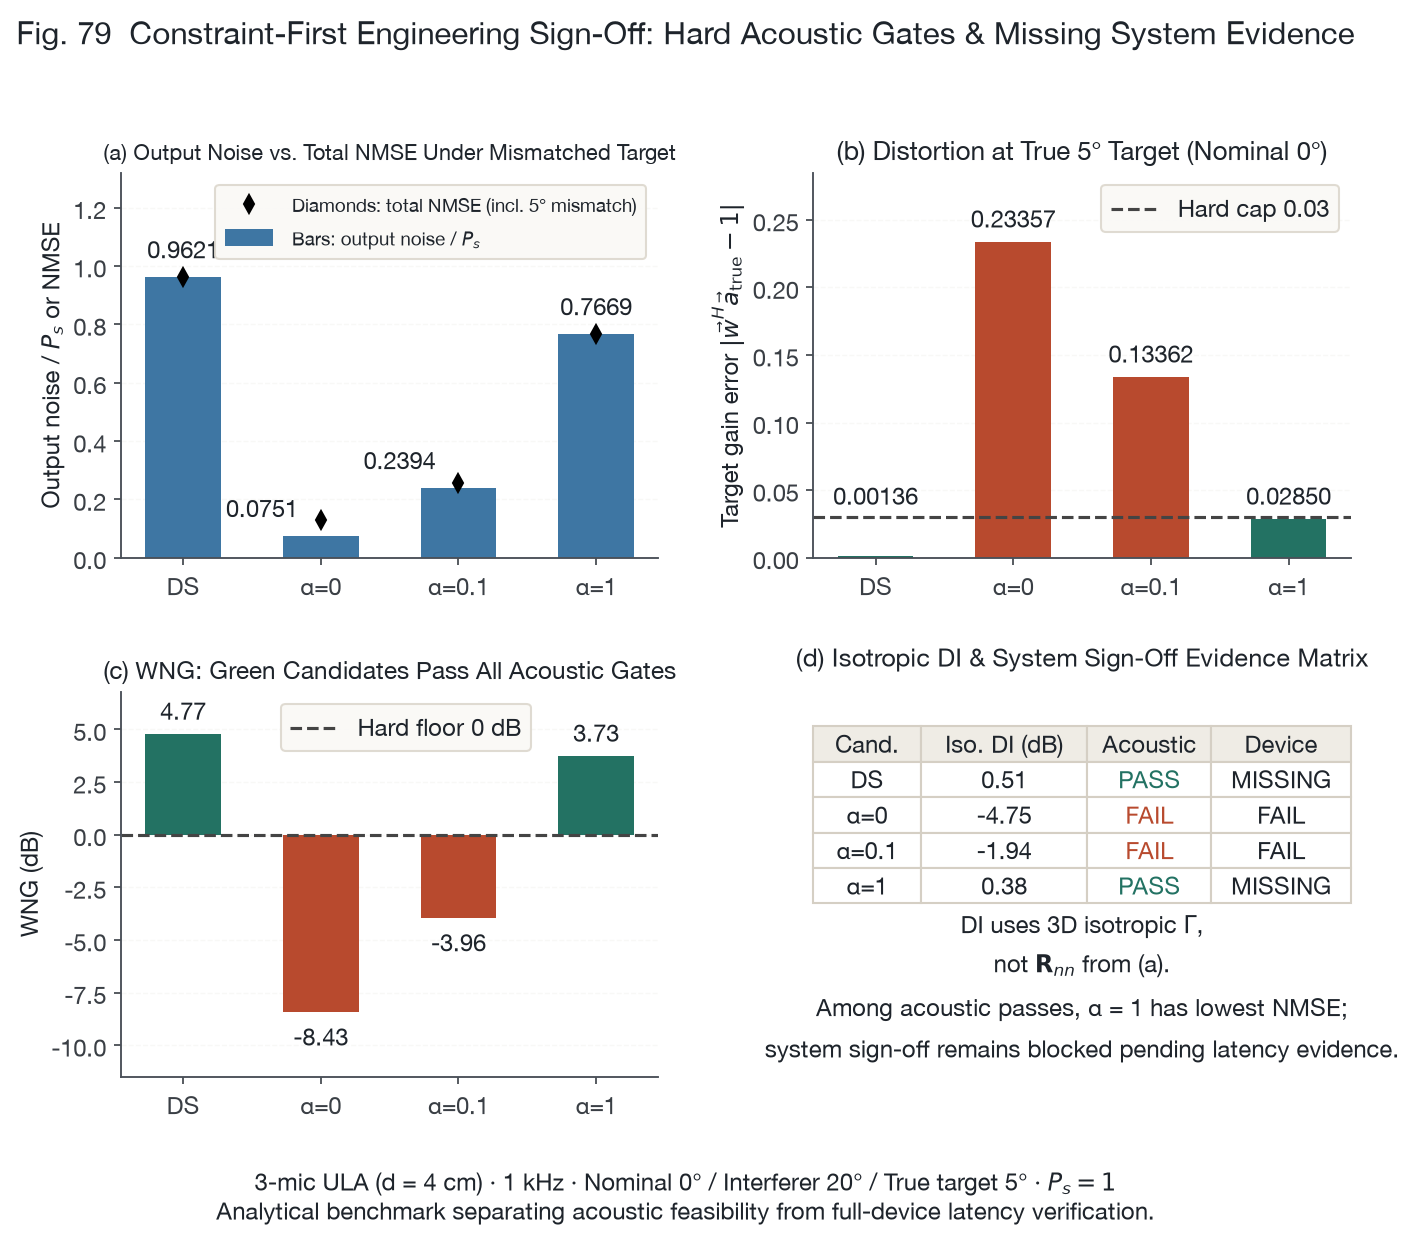 Fig. 79  Constraint-First Engineering Sign-Off: Hard Acoustic Gates & Missing System Evidence
(a) Output Noise vs. Total NMSE Under Mismatched Target
Output noise / P_s or NMSE
1.2
1.0
0.8
0.6
0.4
0.2
0.0
Diamonds: total NMSE (incl. 5° mismatch)
Bars: output noise / P_s
0.9621
0.0751
0.2394
0.7669
DS
α=0
α=0.1
α=1
(b) Distortion at True 5° Target (Nominal 0°)
Target gain error |w⃗^H a⃗_true − 1|
0.25
0.20
0.15
0.10
0.05
0.00
Hard cap 0.03
0.00136
0.23357
0.13362
0.02850
DS
α=0
α=0.1
α=1
(c) WNG: Green Candidates Pass All Acoustic Gates
WNG (dB)
5.0
2.5
0.0
-2.5
-5.0
-7.5
-10.0
Hard floor 0 dB
4.77
-8.43
-3.96
3.73
DS
α=0
α=0.1
α=1
(d) Isotropic DI & System Sign-Off Evidence Matrix
Cand. Iso. DI (dB) Acoustic Device
DS 0.51 PASS MISSING
α=0 -4.75 FAIL FAIL
α=0.1 -1.94 FAIL FAIL
α=1 0.38 PASS MISSING
DI uses 3D isotropic Γ,
not R_nn from (a).
Among acoustic passes, α = 1 has lowest NMSE;
system sign-off remains blocked pending latency evidence.
3-mic ULA (d = 4 cm) · 1 kHz · Nominal 0° / Interferer 20° / True target 5° · P_s = 1
Analytical benchmark separating acoustic feasibility from full-device latency verification.